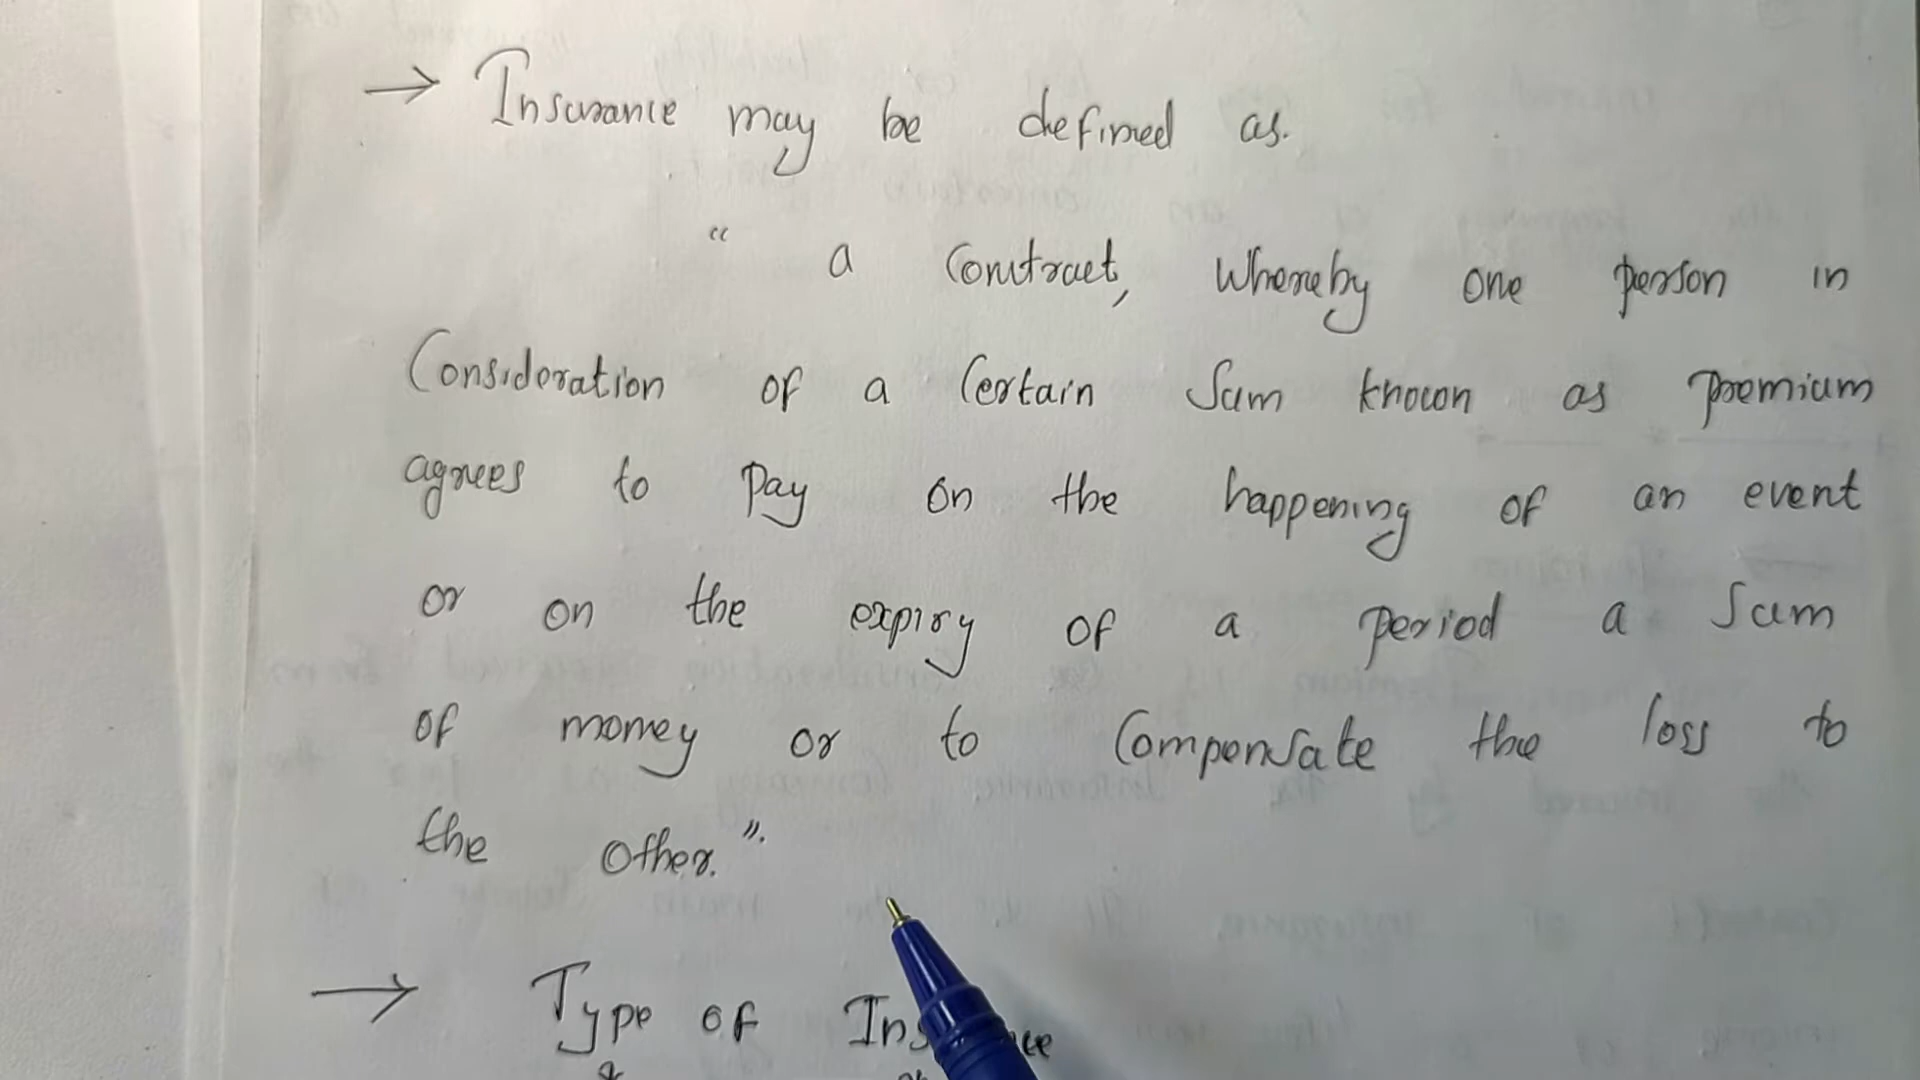 → Insurance may be defined as.
“ a Contract, whereby one person in
Consideration of a Certain Sum known as premium
agrees to pay on the happening of an event
or on the expiry of a period a Sum
of money or to Compensate the loss to
the other.”.
→ Type of